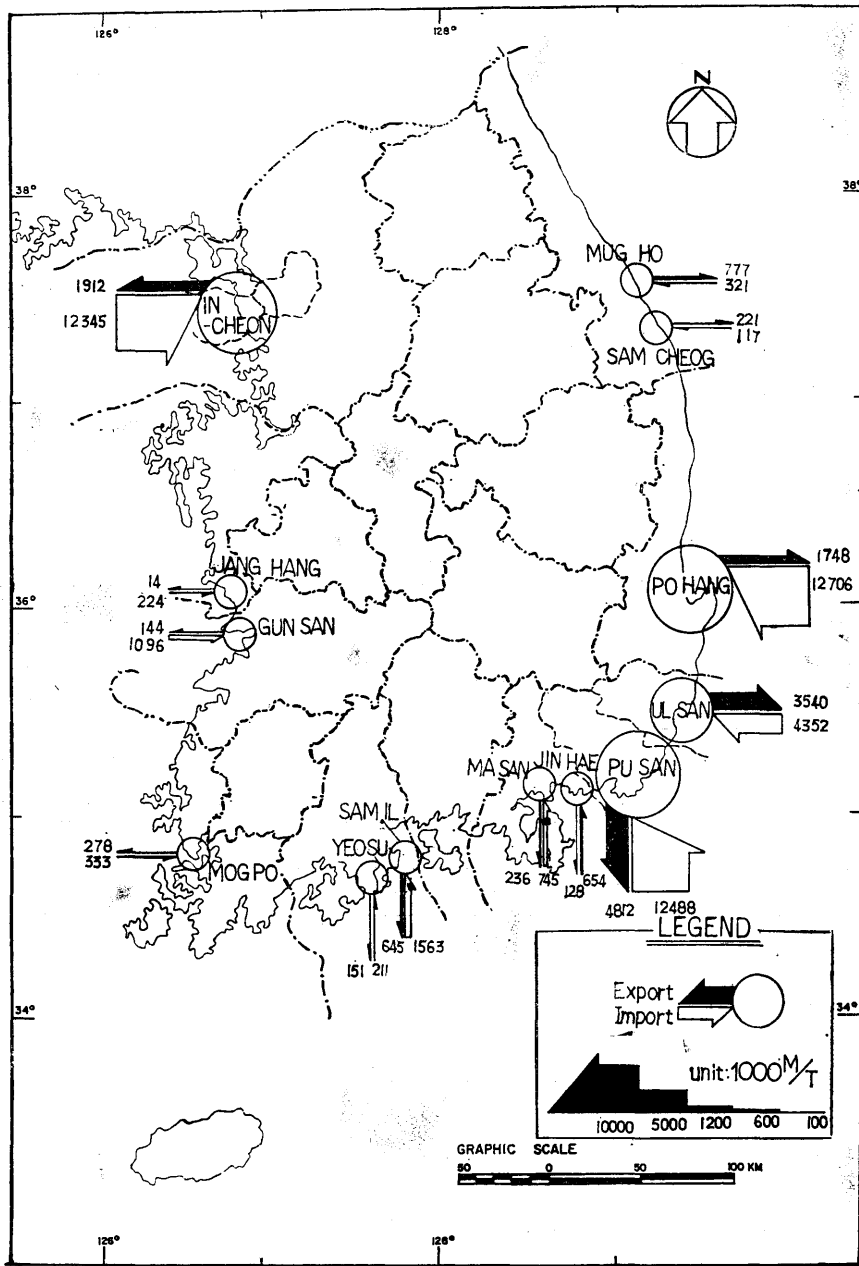 126°
128°
N
38°
38°
MUG HO
777
321
1912
12345
IN
-CHEON
221
117
SAM CHEOG
JANG HANG
14
224
PO HANG
1748
12706
36°
36°
144
1096
GUN SAN
UL SAN
3540
4352
MA SAN
JIN HAE
PU SAN
SAM IL
278
333
MOGPO
YEOSU
236
745
128
654
4812
12488
645
1563
151
211
LEGEND
Export
Import
34°
34°
unit:1000M/T
10000 5000 1200 600 100
GRAPHIC SCALE
50 0 50 100 KM
126°
128°